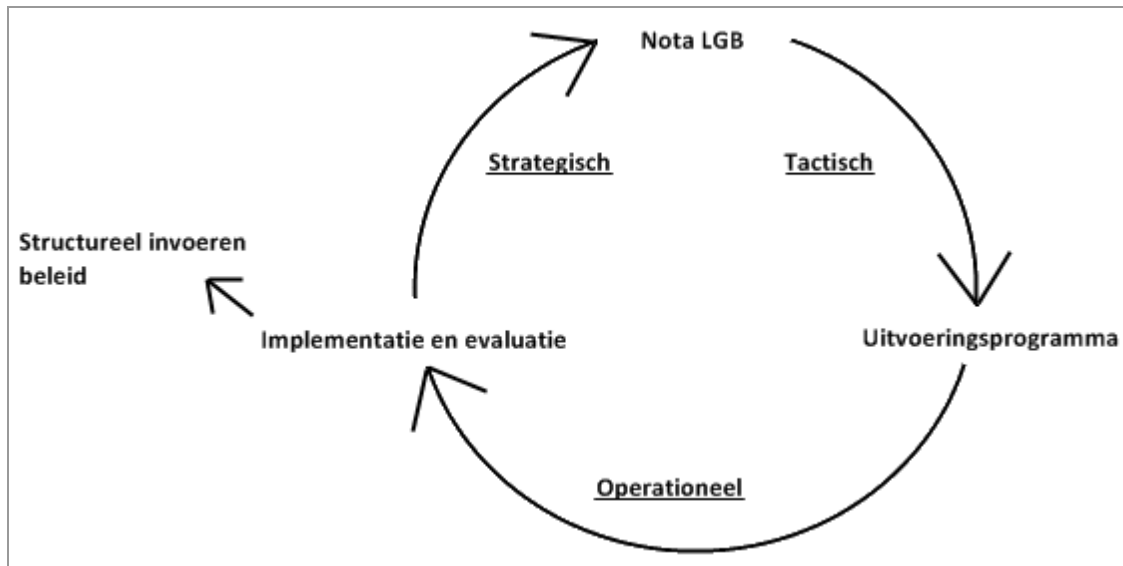 Nota LGB
Strategisch
Tactisch
Structureel invoeren
beleid
Implementatie en evaluatie
Uitvoeringsprogramma
Operationeel